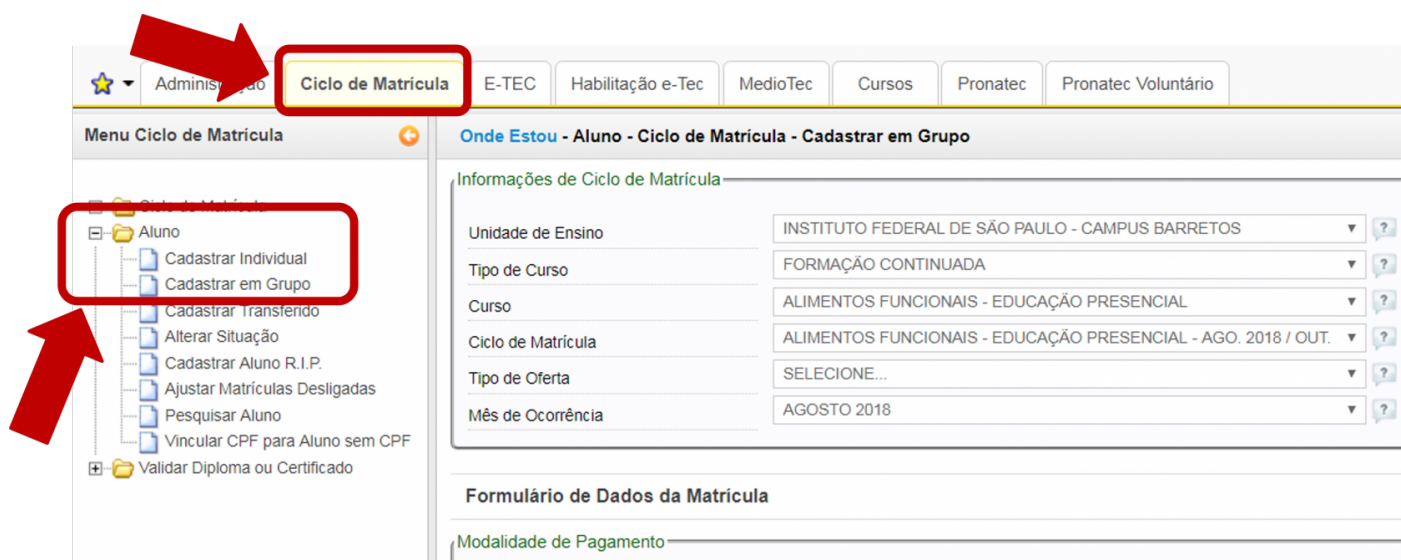 Administração Ciclo de Matrícula E-TEC Habilitação e-Tec MedioTec Cursos Pronatec Pronatec Voluntário
Menu Ciclo de Matrícula
Ciclo de Matrícula
Aluno
Cadastrar Individual
Cadastrar em Grupo
Cadastrar Transferido
Alterar Situação
Cadastrar Aluno R.I.P.
Ajustar Matrículas Desligadas
Pesquisar Aluno
Vincular CPF para Aluno sem CPF
Validar Diploma ou Certificado
Onde Estou - Aluno - Ciclo de Matrícula - Cadastrar em Grupo
Informações de Ciclo de Matrícula
Unidade de Ensino INSTITUTO FEDERAL DE SÃO PAULO - CAMPUS BARRETOS ?
Tipo de Curso FORMAÇÃO CONTINUADA ?
Curso ALIMENTOS FUNCIONAIS - EDUCAÇÃO PRESENCIAL ?
Ciclo de Matrícula ALIMENTOS FUNCIONAIS - EDUCAÇÃO PRESENCIAL - AGO. 2018 / OUT. ?
Tipo de Oferta SELECIONE... ?
Mês de Ocorrência AGOSTO 2018 ?
Formulário de Dados da Matrícula
Modalidade de Pagamento